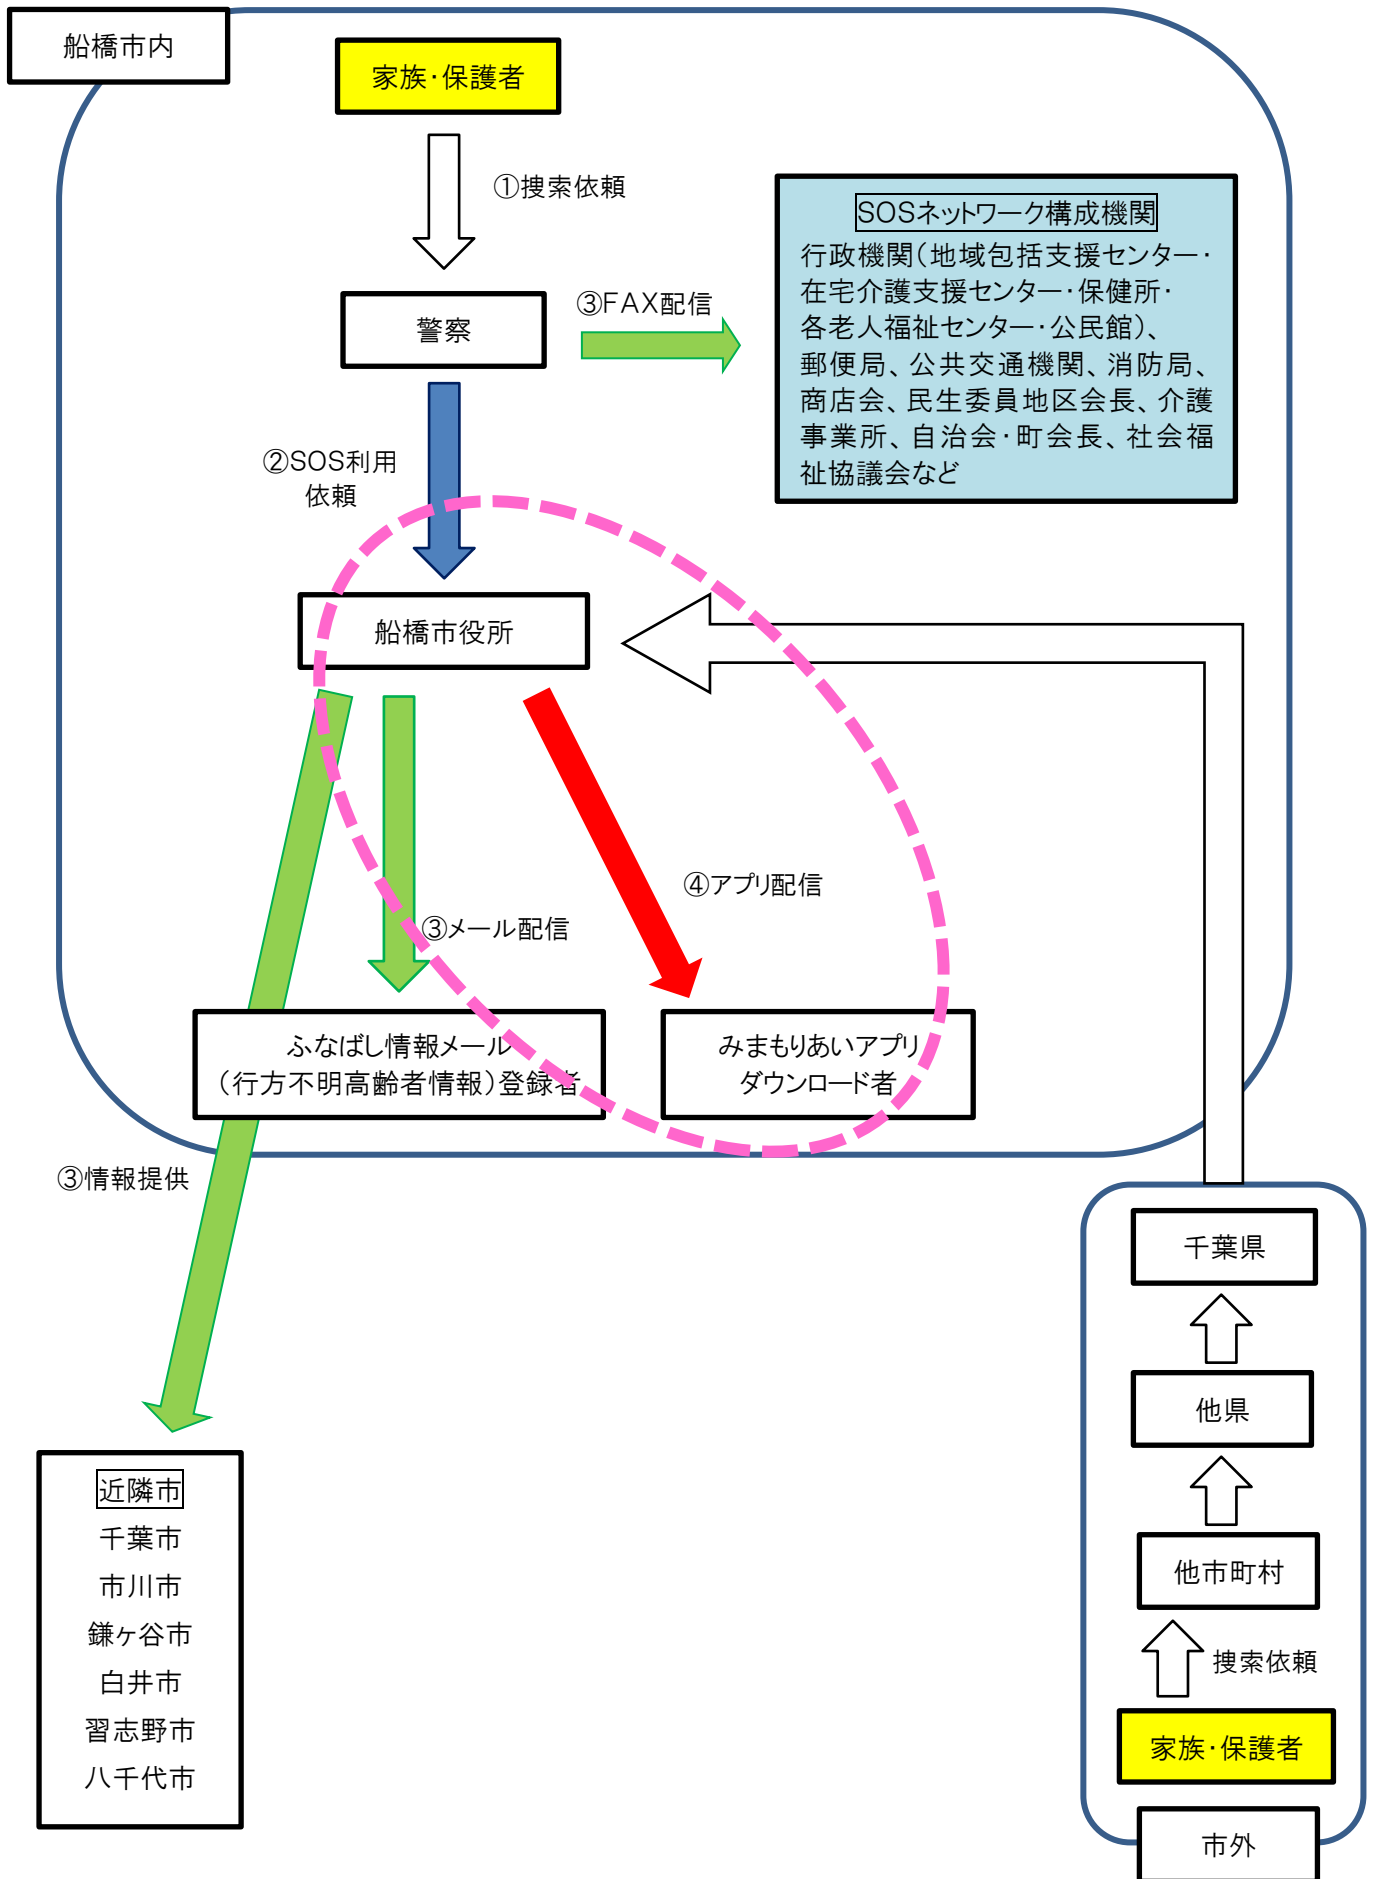 船橋市内
家族・保護者
①捜索依頼
警察
③FAX配信
SOSネットワーク構成機関
行政機関（地域包括支援センター・
在宅介護支援センター・保健所・
各老人福祉センター・公民館）、
郵便局、公共交通機関、消防局、
商店会、民生委員地区会長、介護
事業所、自治会・町会長、社会福
祉協議会など
②SOS利用
依頼
船橋市役所
④アプリ配信
③メール配信
ふなばし情報メール
（行方不明高齢者情報）登録者
みまもりあいアプリ
ダウンロード者
③情報提供
近隣市
千葉市
市川市
鎌ヶ谷市
白井市
習志野市
八千代市
千葉県
他県
他市町村
捜索依頼
家族・保護者
市外